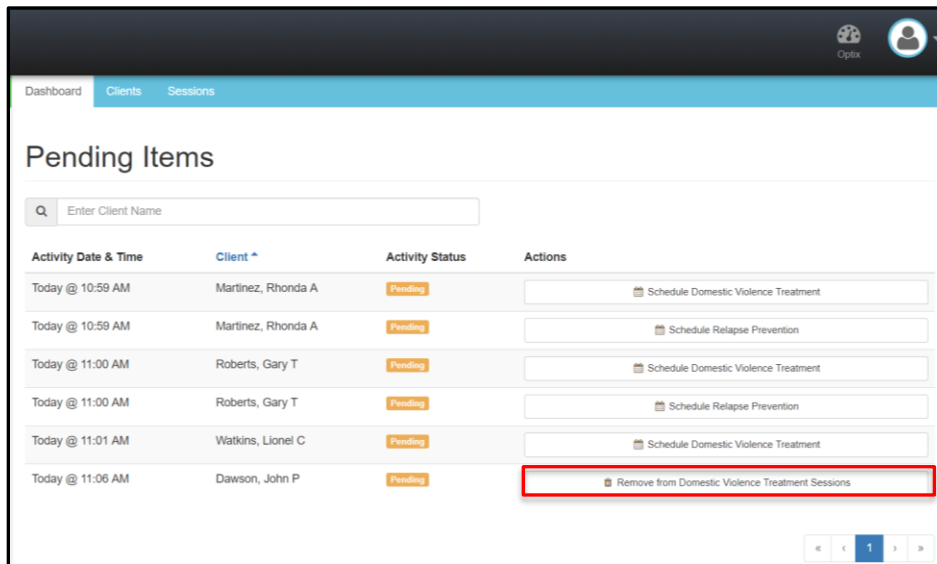 Optix
Dashboard Clients Sessions
Pending Items
Enter Client Name
Activity Date & Time Client Activity Status Actions
Today @ 10:59 AM Martinez, Rhonda A Pending Schedule Domestic Violence Treatment
Today @ 10:59 AM Martinez, Rhonda A Pending Schedule Relapse Prevention
Today @ 11:00 AM Roberts, Gary T Pending Schedule Domestic Violence Treatment
Today @ 11:00 AM Roberts, Gary T Pending Schedule Relapse Prevention
Today @ 11:01 AM Watkins, Lionel C Pending Schedule Domestic Violence Treatment
Today @ 11:06 AM Dawson, John P Pending Remove from Domestic Violence Treatment Sessions
« ‹ 1 › »